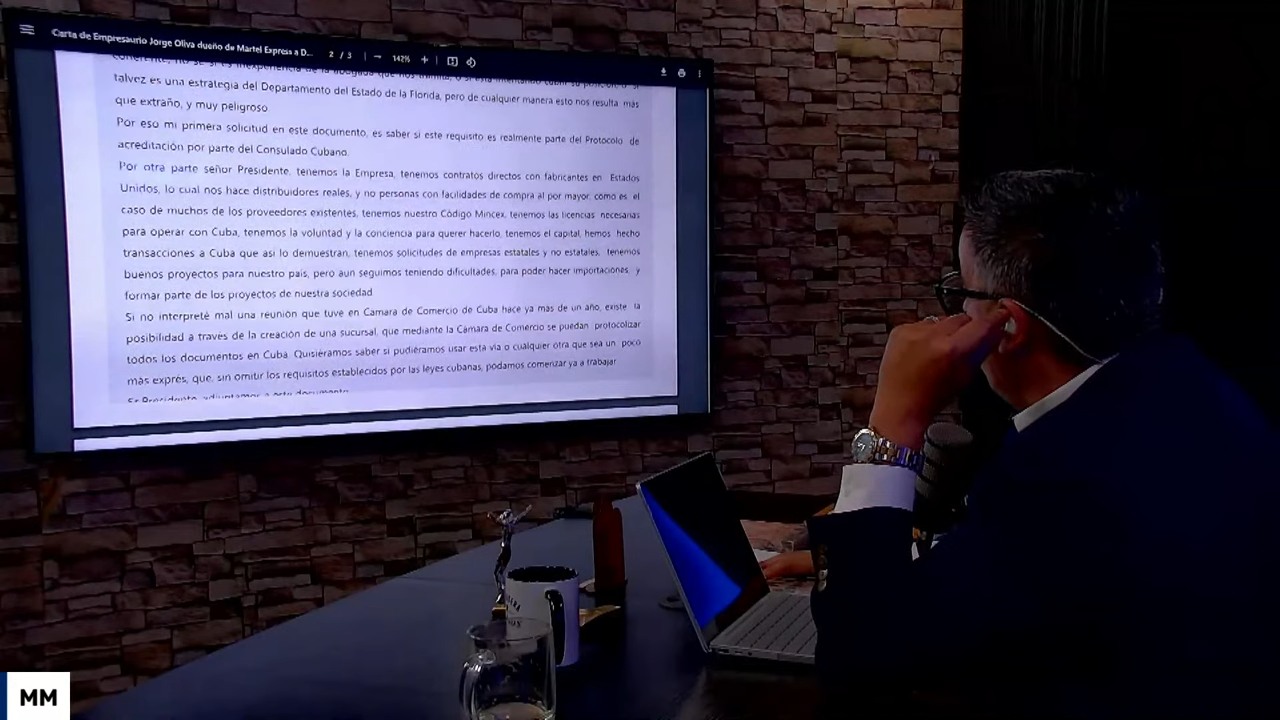 Carta de Empresaurio Jorge Oliva dueño de Martel Express a D... 2 / 3 142%
talvez es una estrategia del Departamento del Estado de la Florida, pero de cualquier manera esto nos resulta más
que extraño, y muy peligroso
Por eso mi primera solicitud en este documento, es saber si este requisito es realmente parte del Protocolo de
acreditación por parte del Consulado Cubano.
Por otra parte señor Presidente, tenemos la Empresa, tenemos contratos directos con fabricantes en Estados
Unidos, lo cual nos hace distribuidores reales, y no personas con facilidades de compra al por mayor, como es el
caso de muchos de los proveedores existentes, tenemos nuestro Código Mincex, tenemos las licencias necesarias
para operar con Cuba, tenemos la voluntad y la conciencia para querer hacerlo, tenemos el capital, hemos hecho
transacciones a Cuba que así lo demuestran, tenemos solicitudes de empresas estatales y no estatales, tenemos
buenos proyectos para nuestro país, pero aun seguimos teniendo dificultades, para poder hacer importaciones y
formar parte de los proyectos de nuestra sociedad
Si no interpreté mal una reunión que tuve en Camara de Comercio de Cuba hace ya más de un año, existe la
posibilidad a través de la creación de una sucursal, que mediante la Cámara de Comercio se puedan protocolizar
todos los documentos en Cuba. Quisiéramos saber si pudiéramos usar esta vía o cualquier otra que sea un poco
más exprés, que, sin omitir los requisitos establecidos por las leyes cubanas, podamos comenzar ya a trabajar
MM